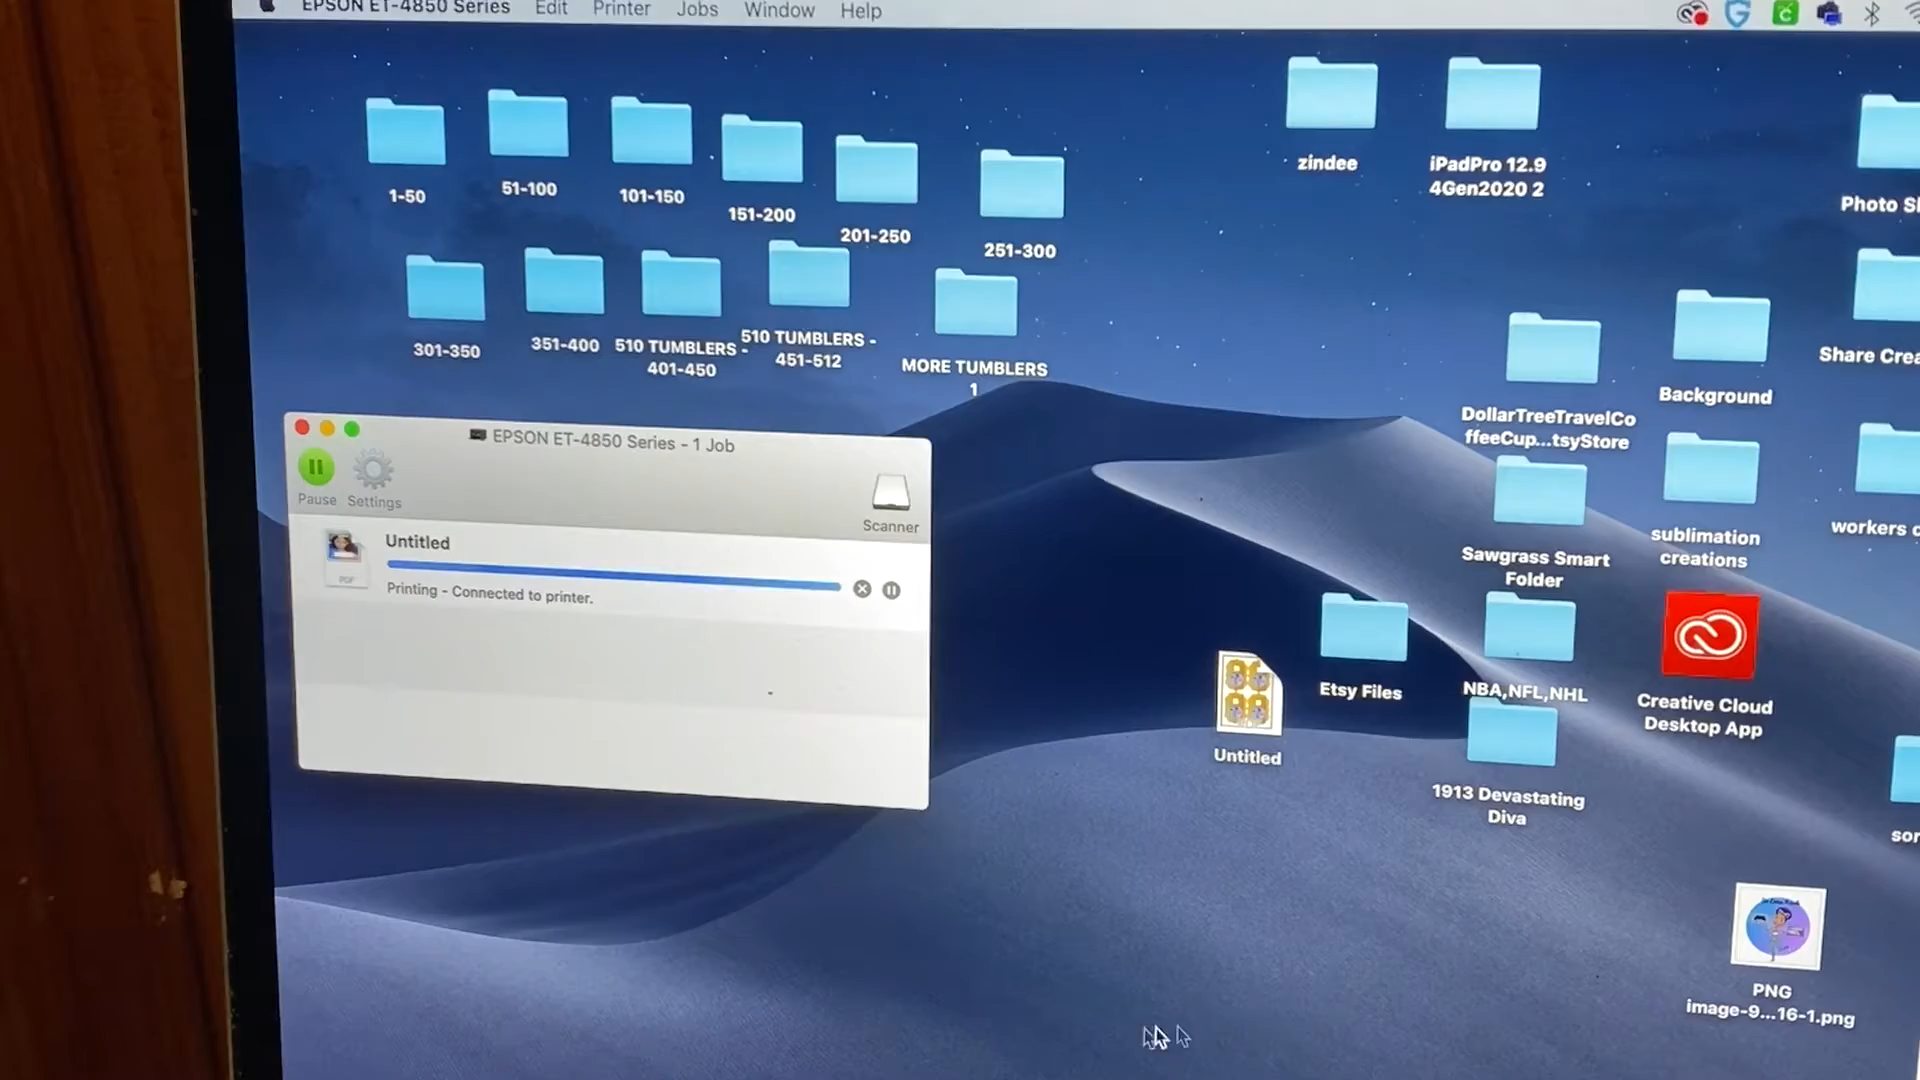 EPSON ET-4850 Series Edit Printer Jobs Window Help
1-50
51-100
101-150
151-200
201-250
251-300
zindee
iPadPro 12.9
4Gen2020 2
Photo
301-350
351-400
510 TUMBLERS -
401-450
510 TUMBLERS -
451-512
MORE TUMBLERS
1
DollarTreeTravelCo
ffeeCup...tsyStore
Background
Share
EPSON ET-4850 Series - 1 Job
Pause
Settings
Scanner
Untitled
Printing - Connected to printer.
PDF
Sawgrass Smart
Folder
sublimation
creations
workers
Untitled
Etsy Files
NBA,NFL,NHL
Creative Cloud
Desktop App
1913 Devastating
Diva
PNG
image-9...16-1.png